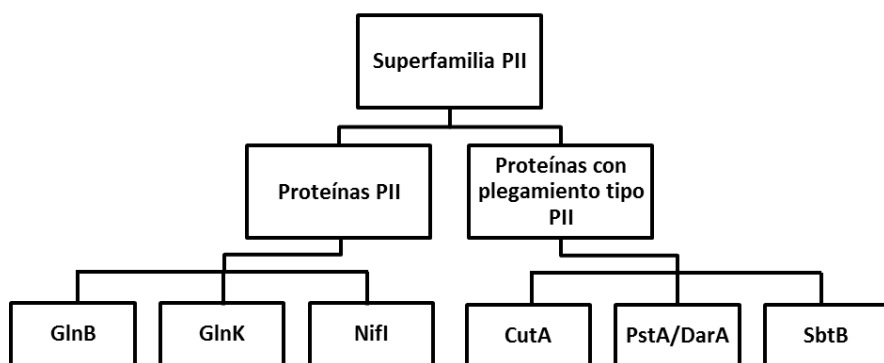 Superfamilia PII
Proteínas PII
Proteínas con
plegamiento tipo
PII
GlnB
GlnK
NifI
CutA
PstA/DarA
SbtB